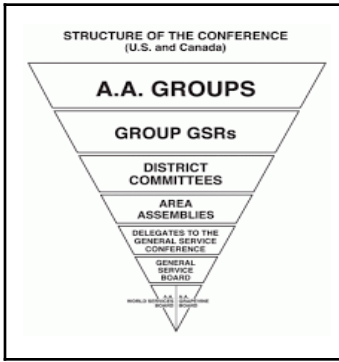 STRUCTURE OF THE CONFERENCE
(U.S. and Canada)
A.A. GROUPS
GROUP GSRs
DISTRICT
COMMITTEES
AREA
ASSEMBLIES
DELEGATES TO THE
GENERAL SERVICE
CONFERENCE
GENERAL
SERVICE
BOARD
A.A.
WORLD SERVICES
BOARD
A.A.
GRAPEVINE
BOARD